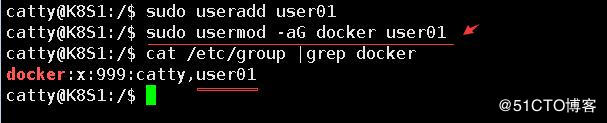 catty@K8S1:/$ sudo useradd user01
catty@K8S1:/$ sudo usermod -aG docker user01
catty@K8S1:/$ cat /etc/group |grep docker
docker:x:999:catty,user01
catty@K8S1:/$
@51CTO博客